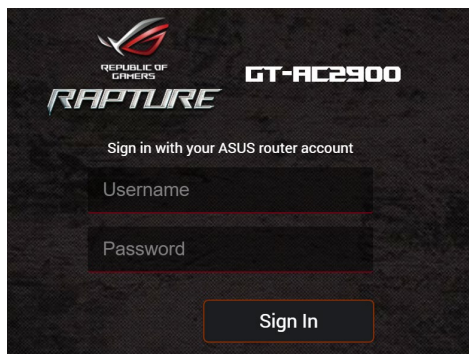 REPUBLIC OF
GAMERS
RAPTURE
GT-AC2900
Sign in with your ASUS router account
Username
Password
Sign In